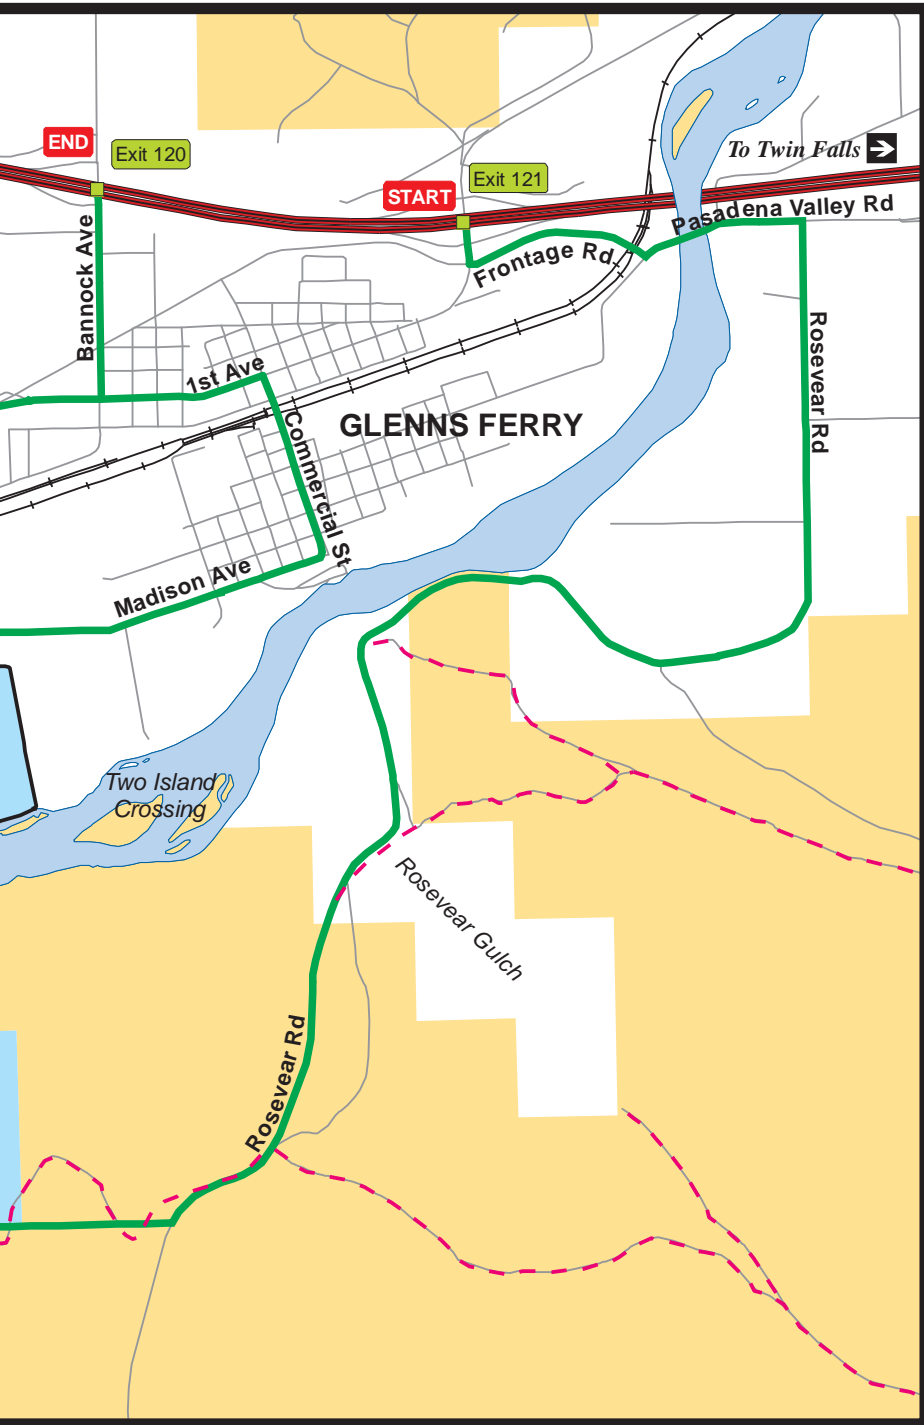 END
Exit 120
To Twin Falls
Exit 121
START
Pasadena Valley Rd
Bannock Ave
Frontage Rd
Rosevear Rd
1st Ave
GLENNS FERRY
Commercial St
Madison Ave
Two Island
Crossing
Rosevear Gulch
Rosevear Rd